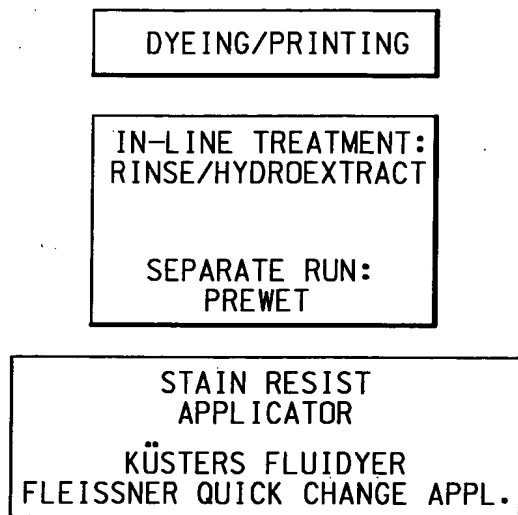 DYEING/PRINTING
IN-LINE TREATMENT:
RINSE/HYDROEXTRACT
SEPARATE RUN:
PREWET
STAIN RESIST
APPLICATOR
KÜSTERS FLUIDYER
FLEISSNER QUICK CHANGE APPL.